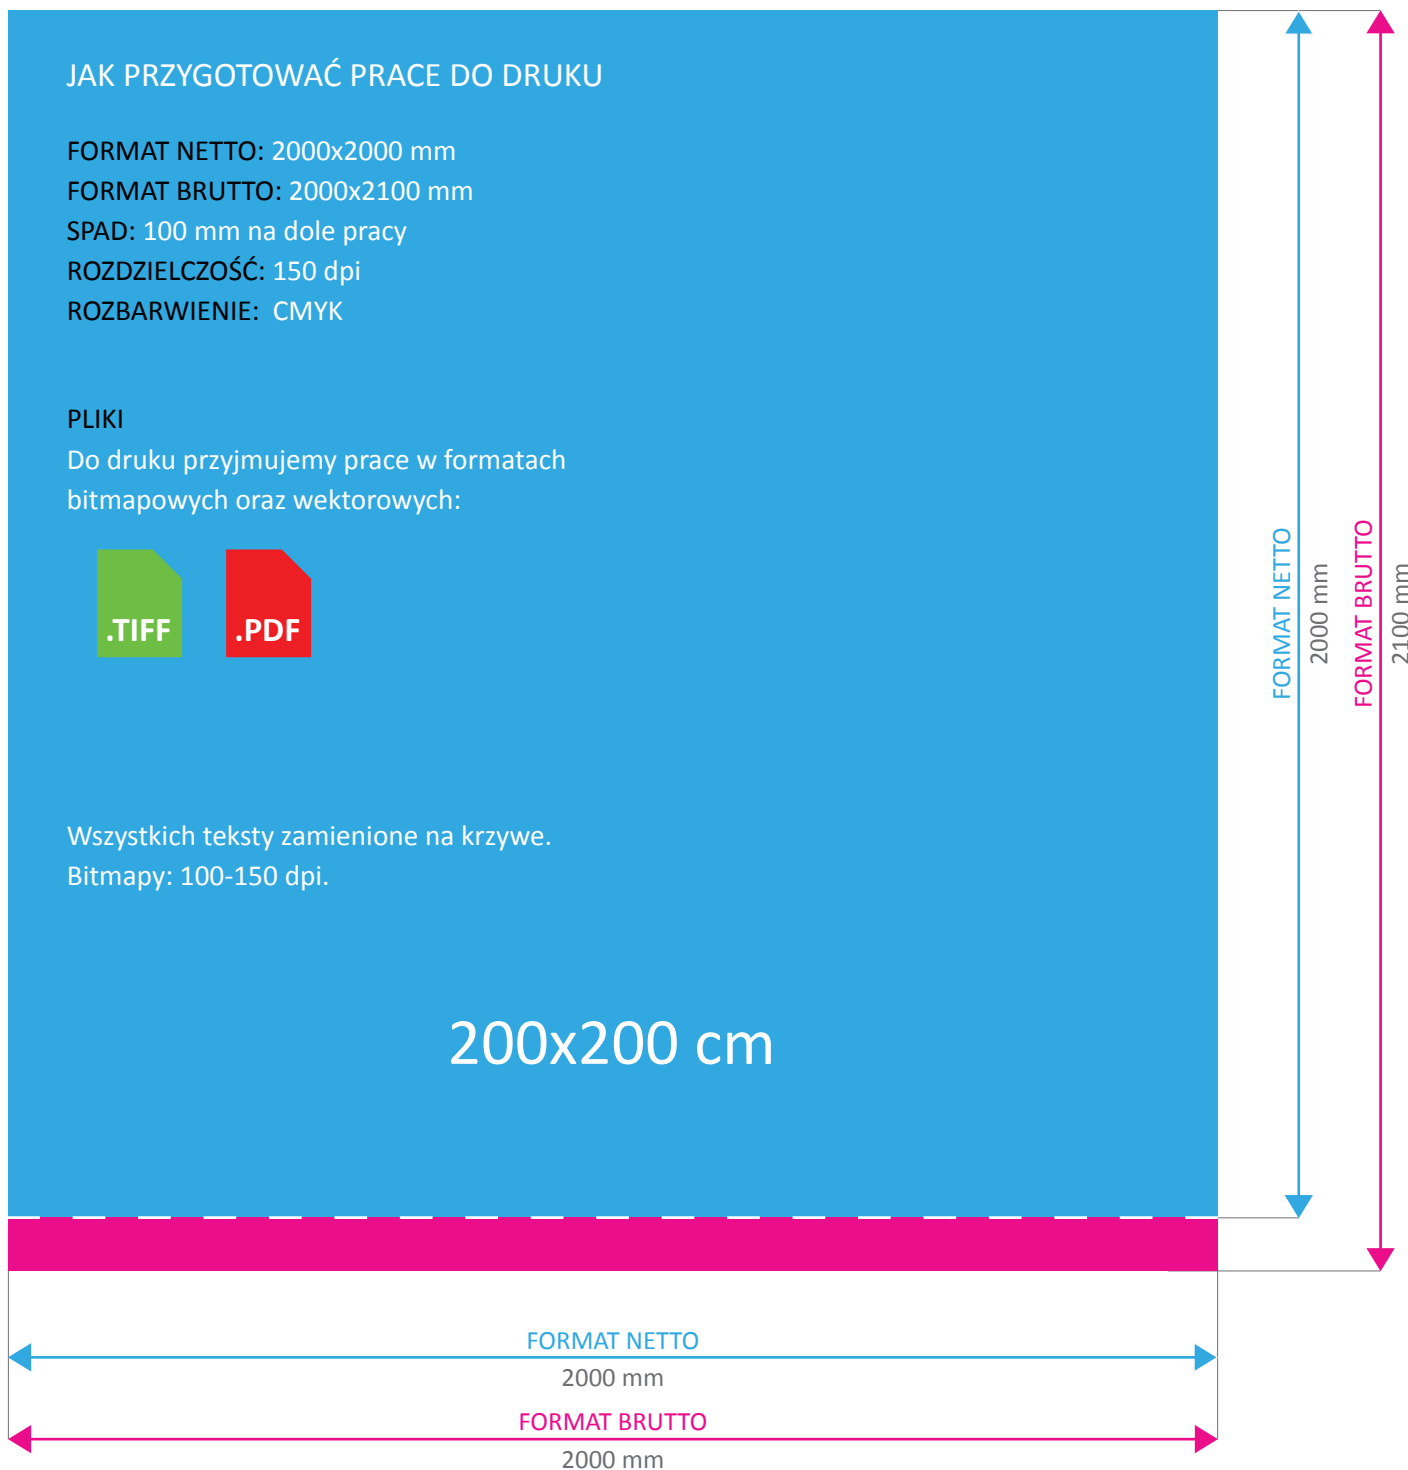 JAK PRZYGOTOWAĆ PRACE DO DRUKU
FORMAT NETTO: 2000x2000 mm
FORMAT BRUTTO: 2000x2100 mm
SPAD: 100 mm na dole pracy
ROZDZIELCZOŚĆ: 150 dpi
ROZBARWIENIE: CMYK
PLIKI
Do druku przyjmujemy prace w formatach
bitmapowych oraz wektorowych:
.TIFF .PDF
Wszystkich teksty zamienione na krzywe.
Bitmapy: 100-150 dpi.
200x200 cm
FORMAT NETTO
2000 mm
FORMAT BRUTTO
2100 mm
FORMAT NETTO
2000 mm
FORMAT BRUTTO
2000 mm